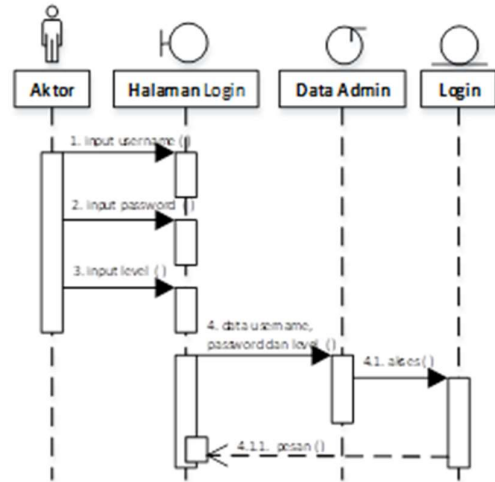 Aktor
Halaman Login
Data Admin
Login
1. input username ()
2. input password ()
3. input level ()
4. data username,
password dan level ()
4.1. akses()
4.1.1. pesan ()